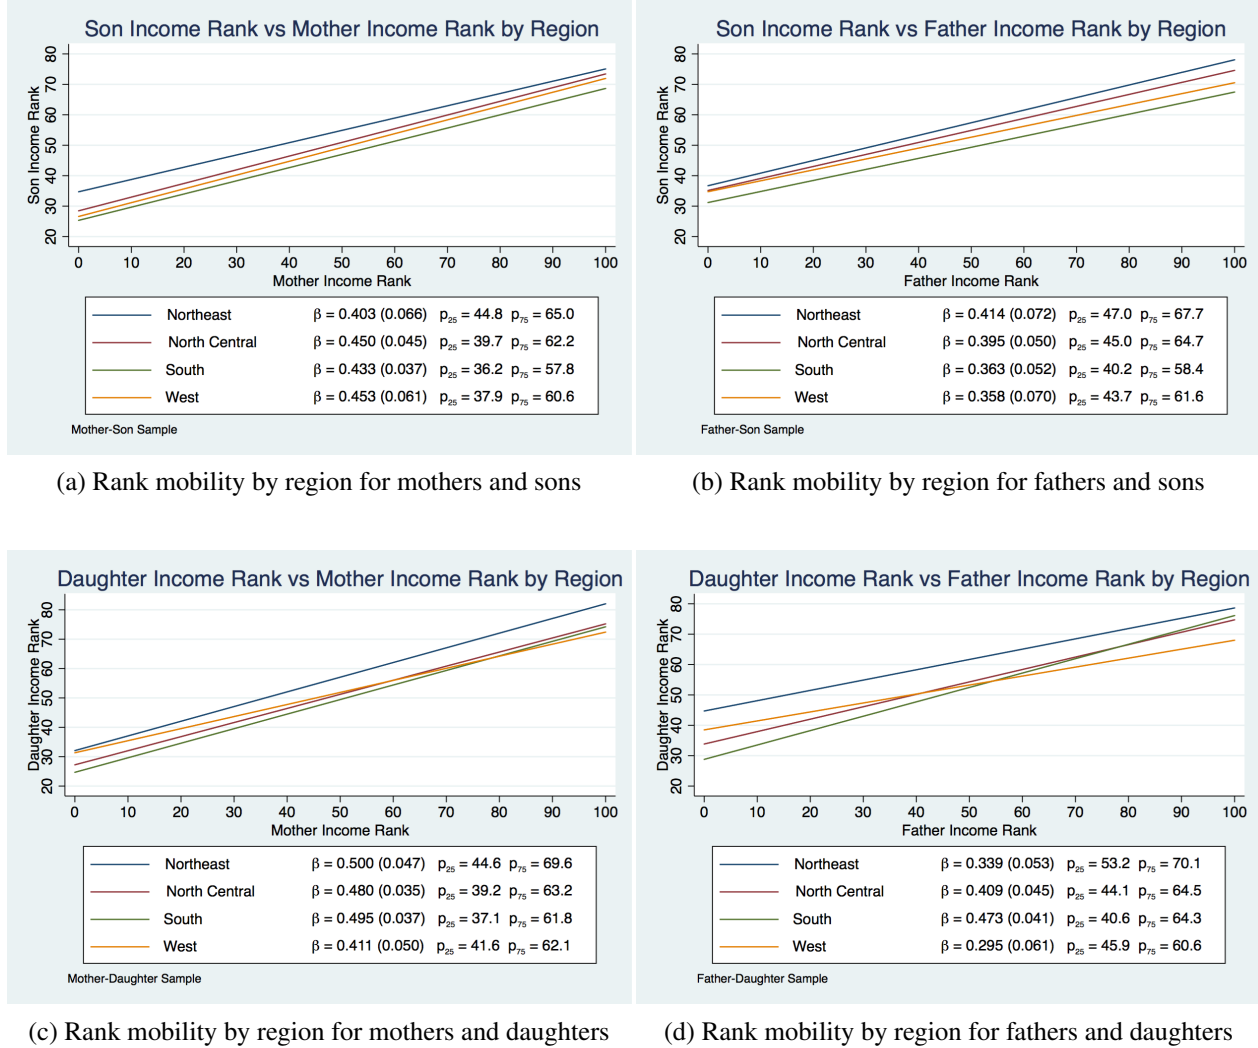 Son Income Rank vs Mother Income Rank by Region
Son Income Rank
80
70
60
50
40
30
20
0 10 20 30 40 50 60 70 80 90 100
Mother Income Rank
Northeast β = 0.403 (0.066) p25 = 44.8 p75 = 65.0
North Central β = 0.450 (0.045) p25 = 39.7 p75 = 62.2
South β = 0.433 (0.037) p25 = 36.2 p75 = 57.8
West β = 0.453 (0.061) p25 = 37.9 p75 = 60.6
Mother-Son Sample
(a) Rank mobility by region for mothers and sons
Son Income Rank vs Father Income Rank by Region
Son Income Rank
80
70
60
50
40
30
20
0 10 20 30 40 50 60 70 80 90 100
Father Income Rank
Northeast β = 0.414 (0.072) p25 = 47.0 p75 = 67.7
North Central β = 0.395 (0.050) p25 = 45.0 p75 = 64.7
South β = 0.363 (0.052) p25 = 40.2 p75 = 58.4
West β = 0.358 (0.070) p25 = 43.7 p75 = 61.6
Father-Son Sample
(b) Rank mobility by region for fathers and sons
Daughter Income Rank vs Mother Income Rank by Region
Daughter Income Rank
80
70
60
50
40
30
20
0 10 20 30 40 50 60 70 80 90 100
Mother Income Rank
Northeast β = 0.500 (0.047) p25 = 44.6 p75 = 69.6
North Central β = 0.480 (0.035) p25 = 39.2 p75 = 63.2
South β = 0.495 (0.037) p25 = 37.1 p75 = 61.8
West β = 0.411 (0.050) p25 = 41.6 p75 = 62.1
Mother-Daughter Sample
(c) Rank mobility by region for mothers and daughters
Daughter Income Rank vs Father Income Rank by Region
Daughter Income Rank
80
70
60
50
40
30
20
0 10 20 30 40 50 60 70 80 90 100
Father Income Rank
Northeast β = 0.339 (0.053) p25 = 53.2 p75 = 70.1
North Central β = 0.409 (0.045) p25 = 44.1 p75 = 64.5
South β = 0.473 (0.041) p25 = 40.6 p75 = 64.3
West β = 0.295 (0.061) p25 = 45.9 p75 = 60.6
Father-Daughter Sample
(d) Rank mobility by region for fathers and daughters